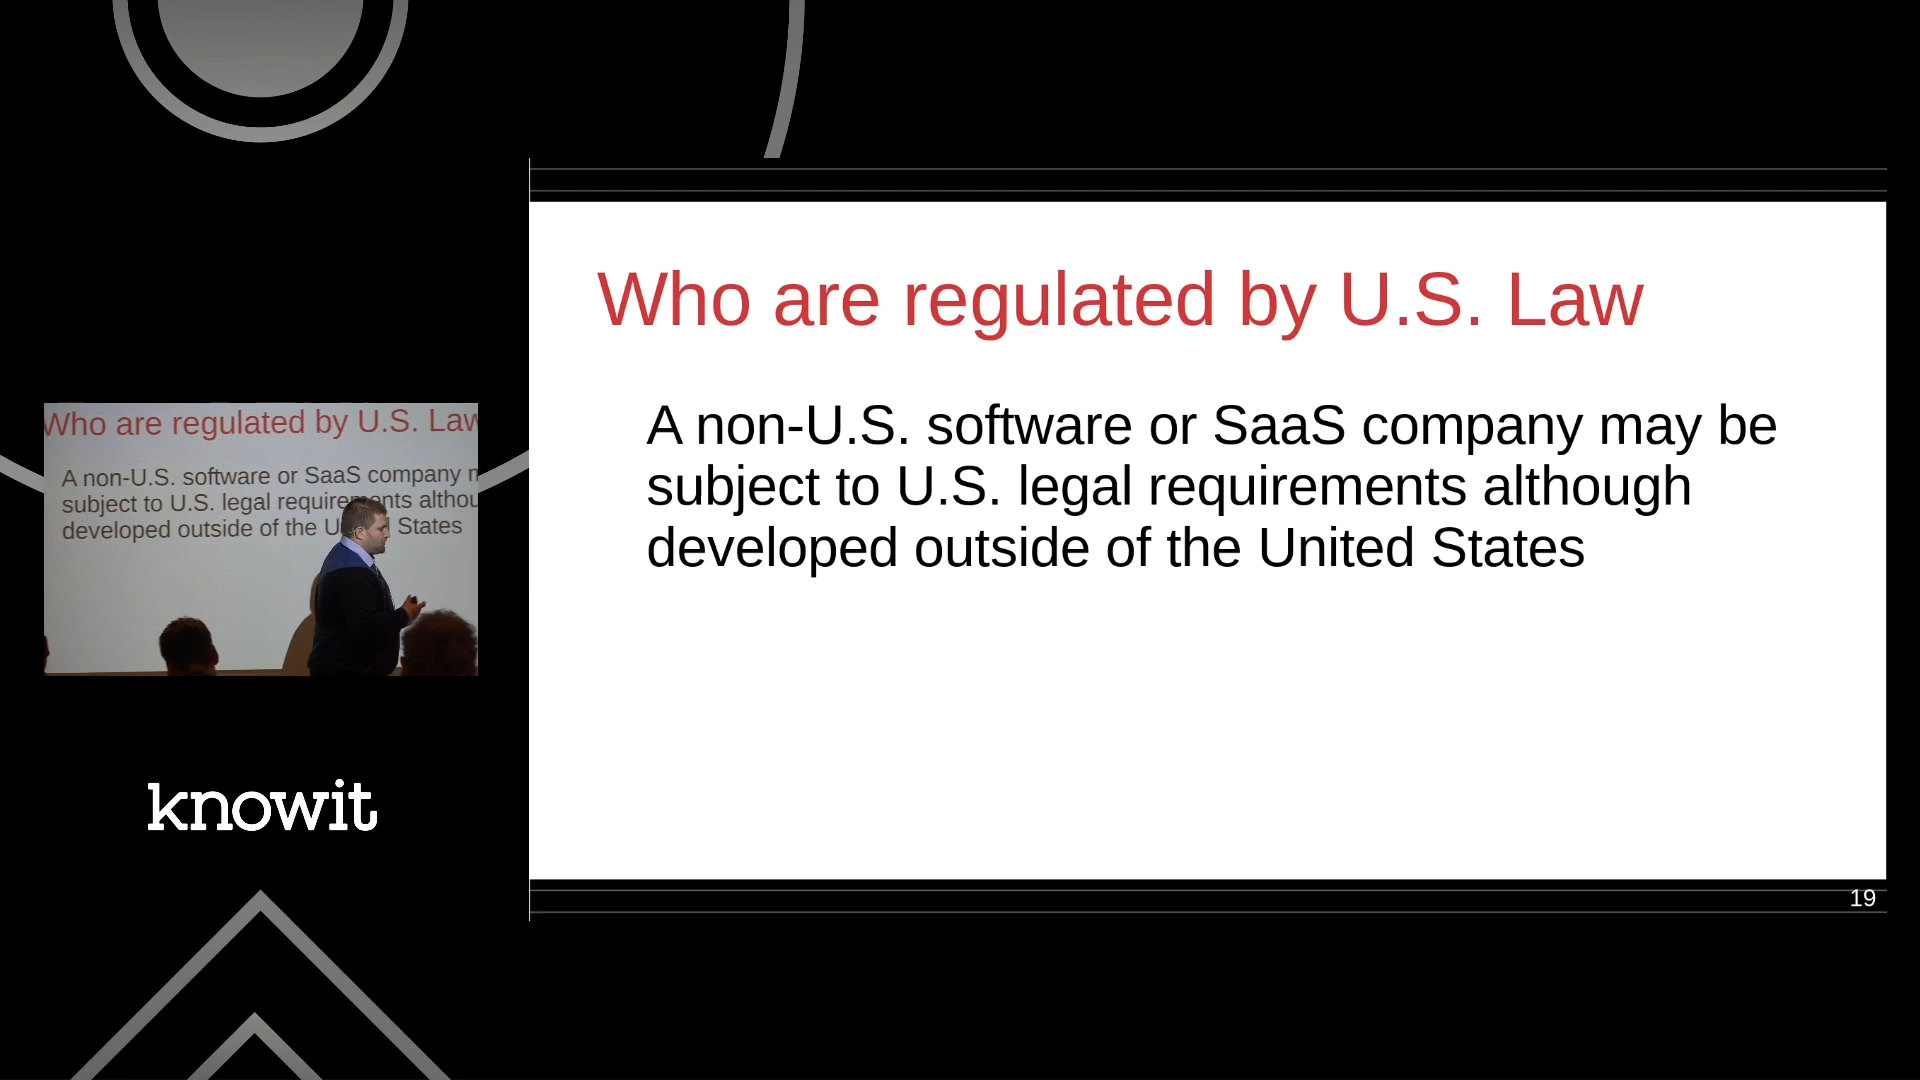 Who are regulated by U.S. Law
A non-U.S. software or SaaS company may be
subject to U.S. legal requirements although
developed outside of the United States
19
Who are regulated by U.S. Law
A non-U.S. software or SaaS company
subject to U.S. legal requirements
developed outside of the States
knowit